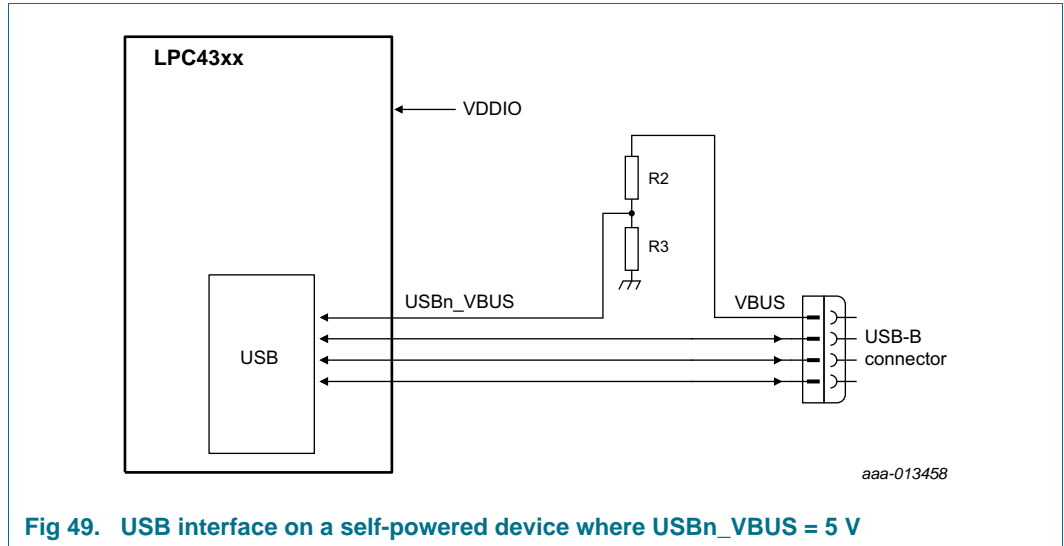 LPC43xx
VDDIO
R2
R3
USBn_VBUS
VBUS
USB
USB-B
connector
aaa-013458
Fig 49. USB interface on a self-powered device where USBn_VBUS = 5 V